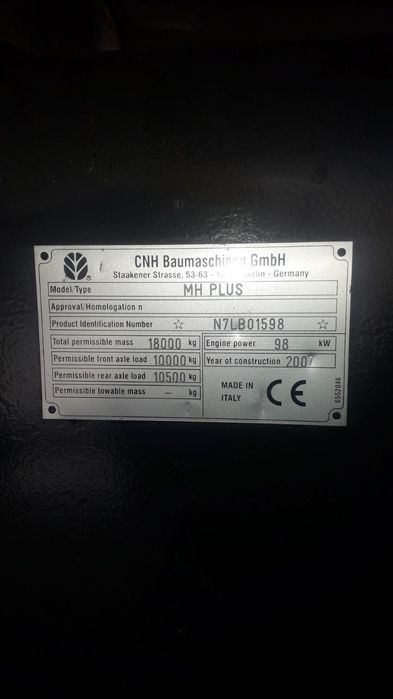 CNH Baumaschinen GmbH
Staakener Strasse, 53-63 - Berlin - Germany
Model/Type MH PLUS
Approval/Homologation n
Product Identification Number ☆ N7LB01598 ☆
Total permissible mass 18000 kg
Engine power 98 kW
Permissible front axle load 10000 kg
Year of construction 2007
Permissible rear axle load 10500 kg
Permissible towable mass — kg
MADE IN
ITALY
CE
6552046
®